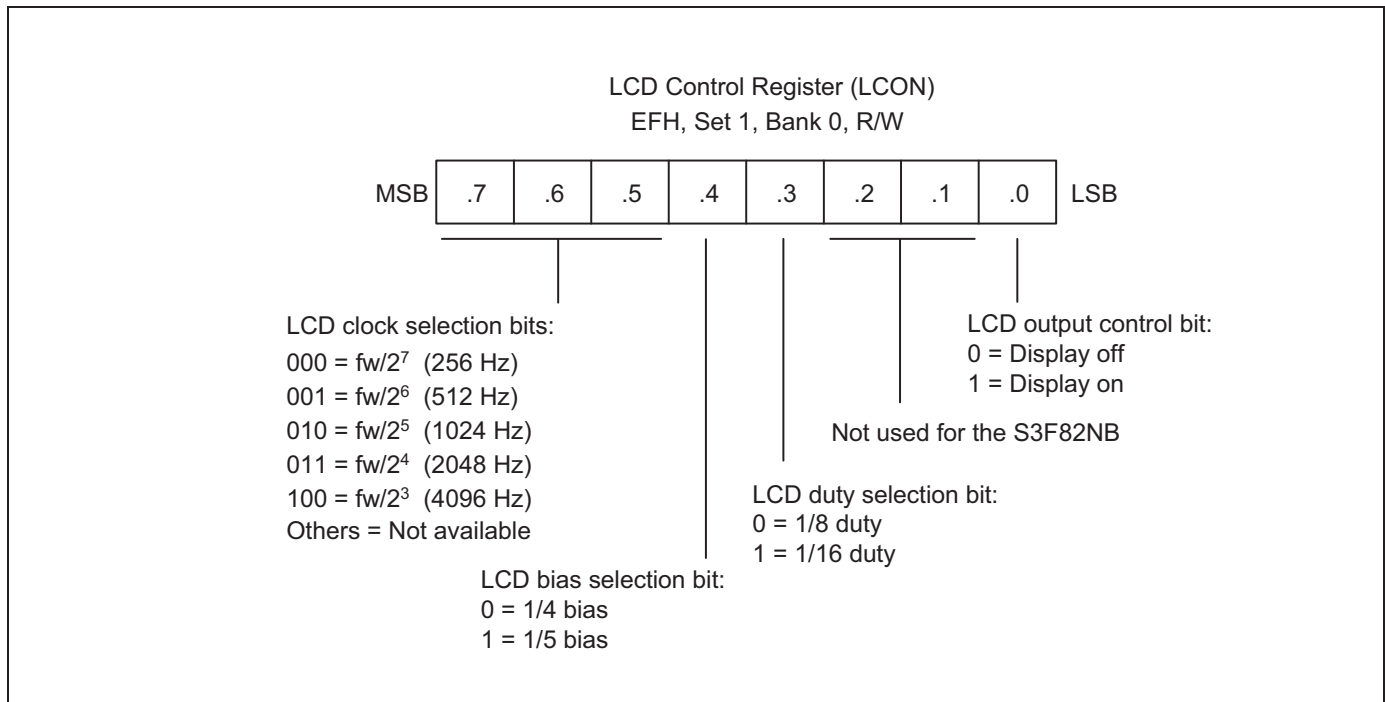 LCD Control Register (LCON)
EFH, Set 1, Bank 0, R/W
MSB .7 .6 .5 .4 .3 .2 .1 .0 LSB
LCD clock selection bits:
000 = fw/2⁷ (256 Hz)
001 = fw/2⁶ (512 Hz)
010 = fw/2⁵ (1024 Hz)
011 = fw/2⁴ (2048 Hz)
100 = fw/2³ (4096 Hz)
Others = Not available
LCD bias selection bit:
0 = 1/4 bias
1 = 1/5 bias
LCD duty selection bit:
0 = 1/8 duty
1 = 1/16 duty
Not used for the S3F82NB
LCD output control bit:
0 = Display off
1 = Display on